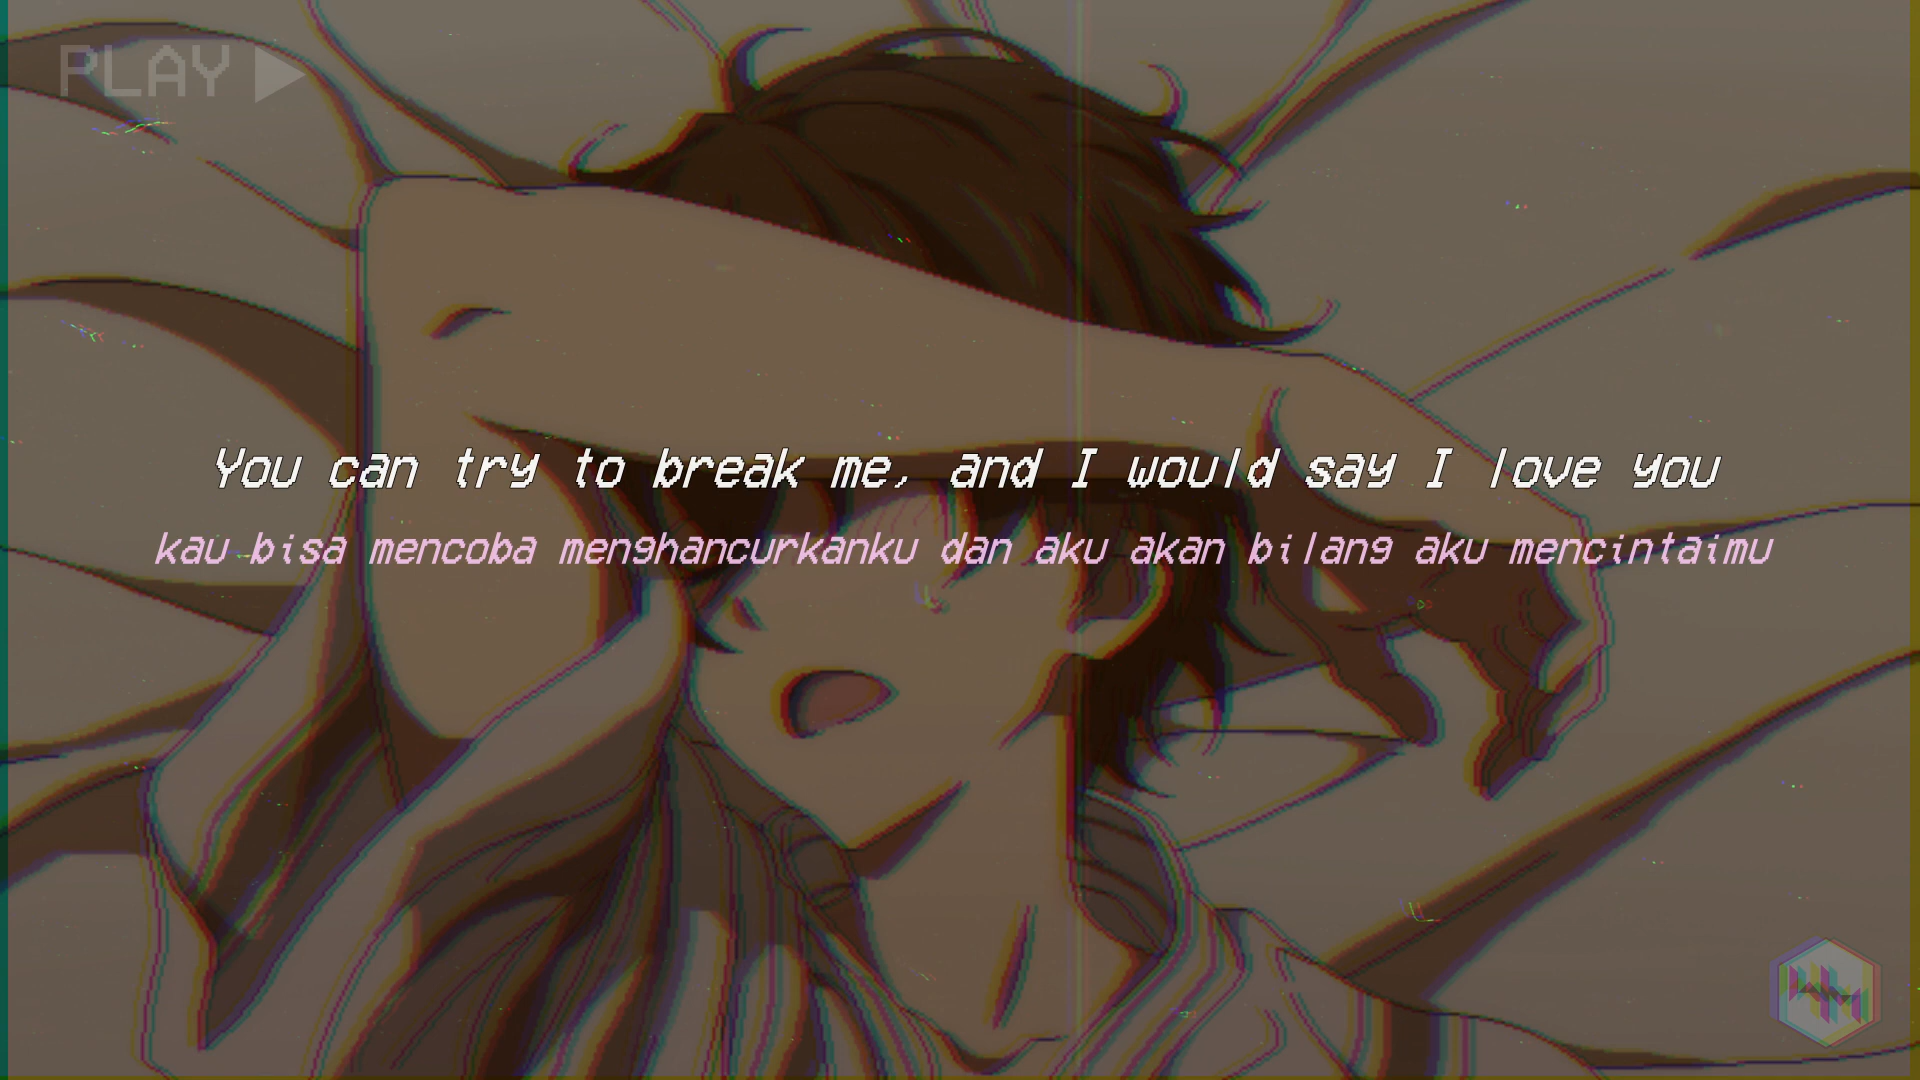 PLAY
You can try to break me, and I would say I love you
kau bisa mencoba menghancurkanku dan aku akan bilang aku mencintaimu